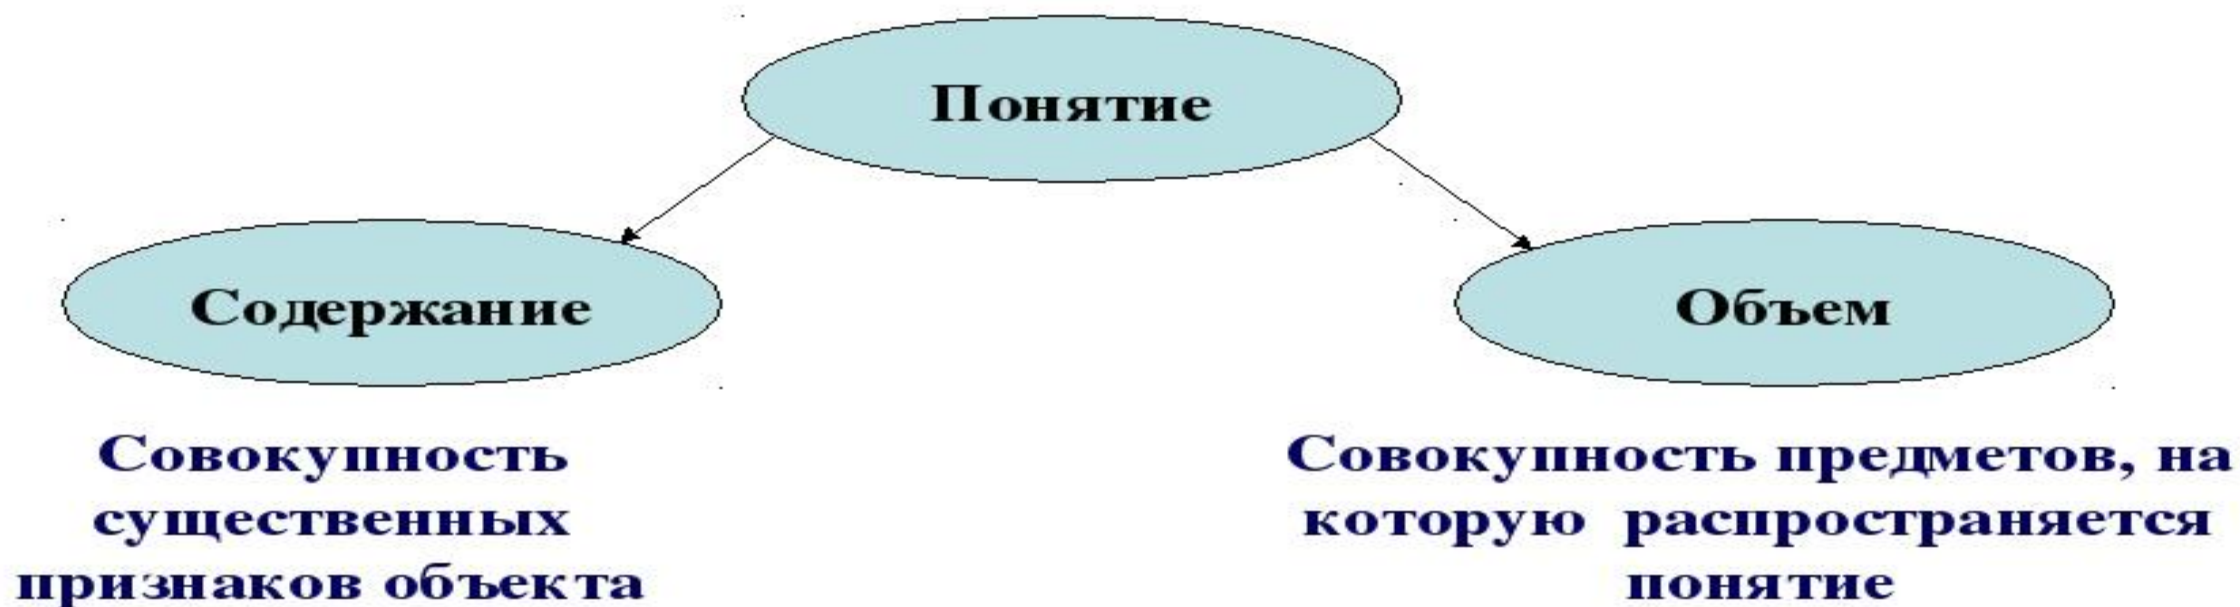 Понятие
Содержание
Объем
Совокупность
существенных
признаков объекта
Совокупность предметов, на
которую распространяется
понятие